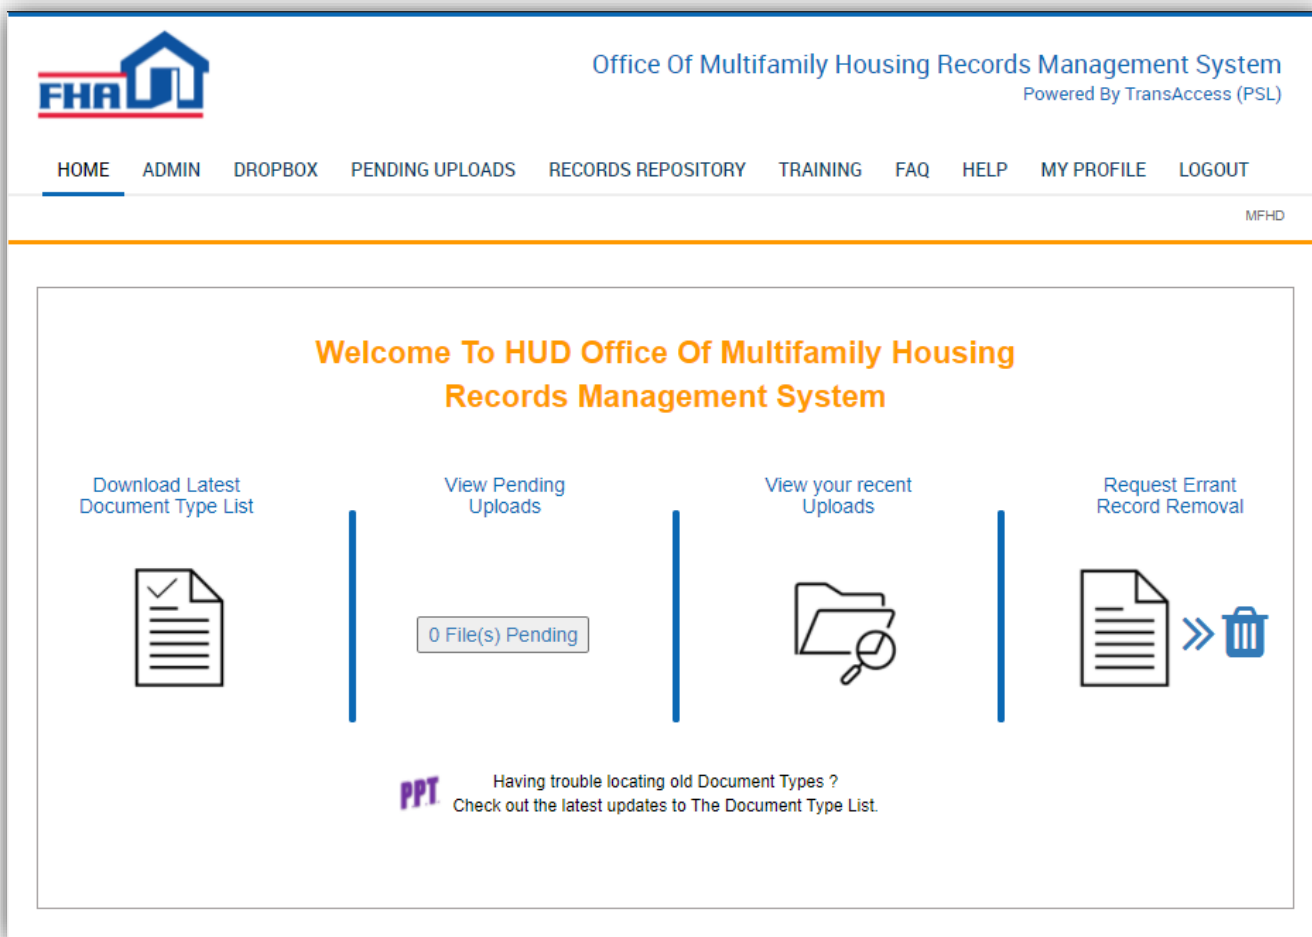 FHA
Office Of Multifamily Housing Records Management System
Powered By TransAccess (PSL)
HOME ADMIN DROPBOX PENDING UPLOADS RECORDS REPOSITORY TRAINING FAQ HELP MY PROFILE LOGOUT
MFHD
Welcome To HUD Office Of Multifamily Housing
Records Management System
Download Latest
Document Type List
View Pending
Uploads
0 File(s) Pending
View your recent
Uploads
Request Errant
Record Removal
PPT
Having trouble locating old Document Types ?
Check out the latest updates to The Document Type List.